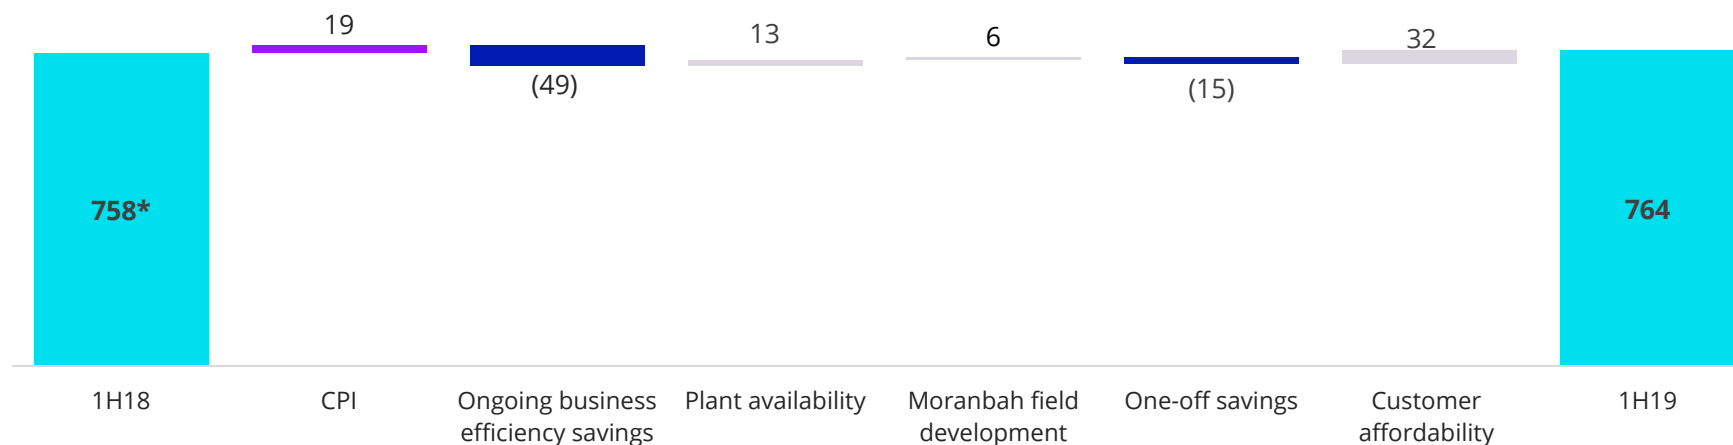 19
(49)
13
6
(15)
32
758*
764
1H18
CPI
Ongoing business
efficiency savings
Plant availability
Moranbah field
development
One-off savings
Customer
affordability
1H19